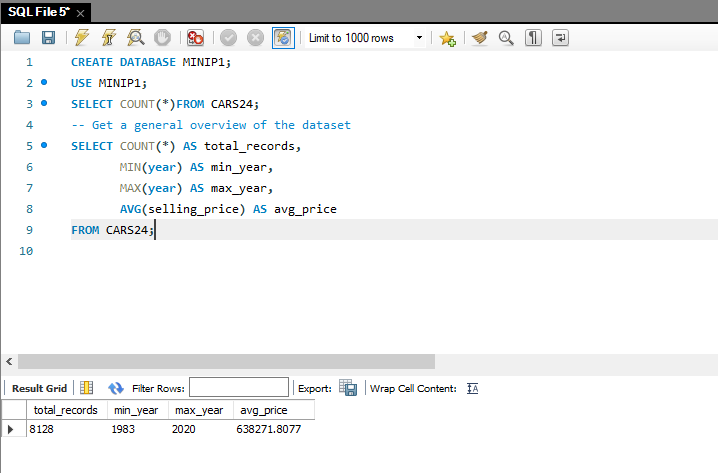 SQL File 5*
Limit to 1000 rows
1 CREATE DATABASE MINIP1;
2 USE MINIP1;
3 SELECT COUNT(*)FROM CARS24;
4 -- Get a general overview of the dataset
5 SELECT COUNT(*) AS total_records,
6 MIN(year) AS min_year,
7 MAX(year) AS max_year,
8 AVG(selling_price) AS avg_price
9 FROM CARS24;
10
Result Grid Filter Rows: Export: Wrap Cell Content:
total_records min_year max_year avg_price
8128 1983 2020 638271.8077